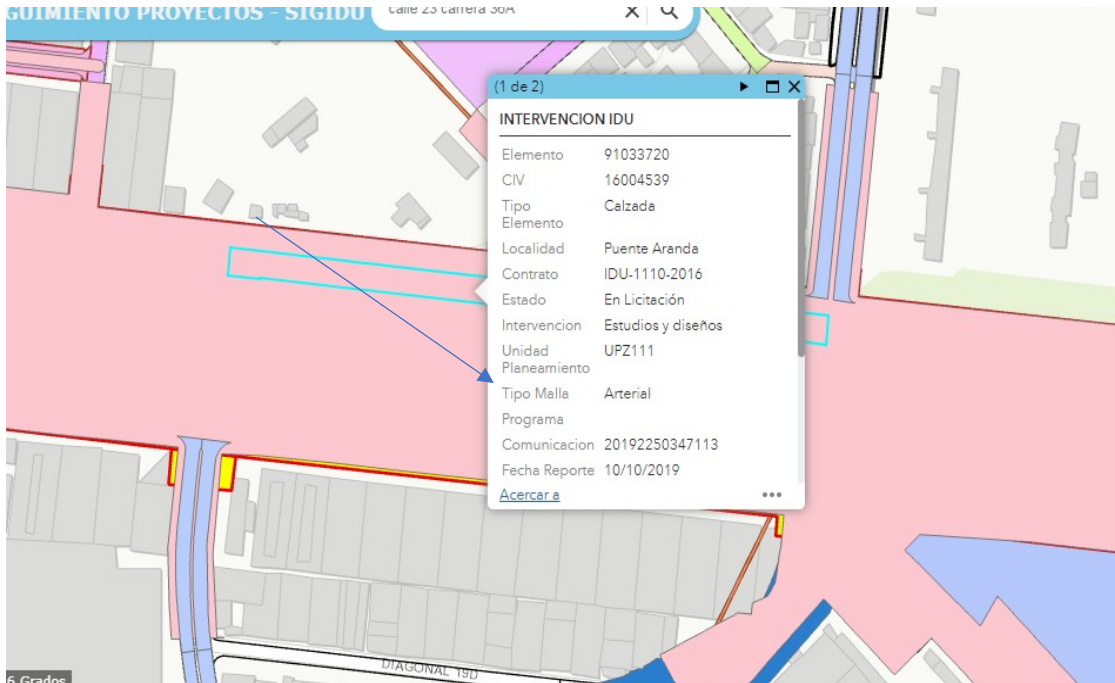 GUIMIENTO PROYECTOS - SIGIDU
calle 23 carrera 36A
(1 de 2)
INTERVENCION IDU
Elemento 91033720
CIV 16004539
Tipo Elemento Calzada
Localidad Puente Aranda
Contrato IDU-1110-2016
Estado En Licitación
Intervencion Estudios y diseños
Unidad Planeamiento UPZ111
Tipo Malla Arterial
Programa
Comunicacion 20192250347113
Fecha Reporte 10/10/2019
Acercar a
DIAGONAL 19D
6 Grados